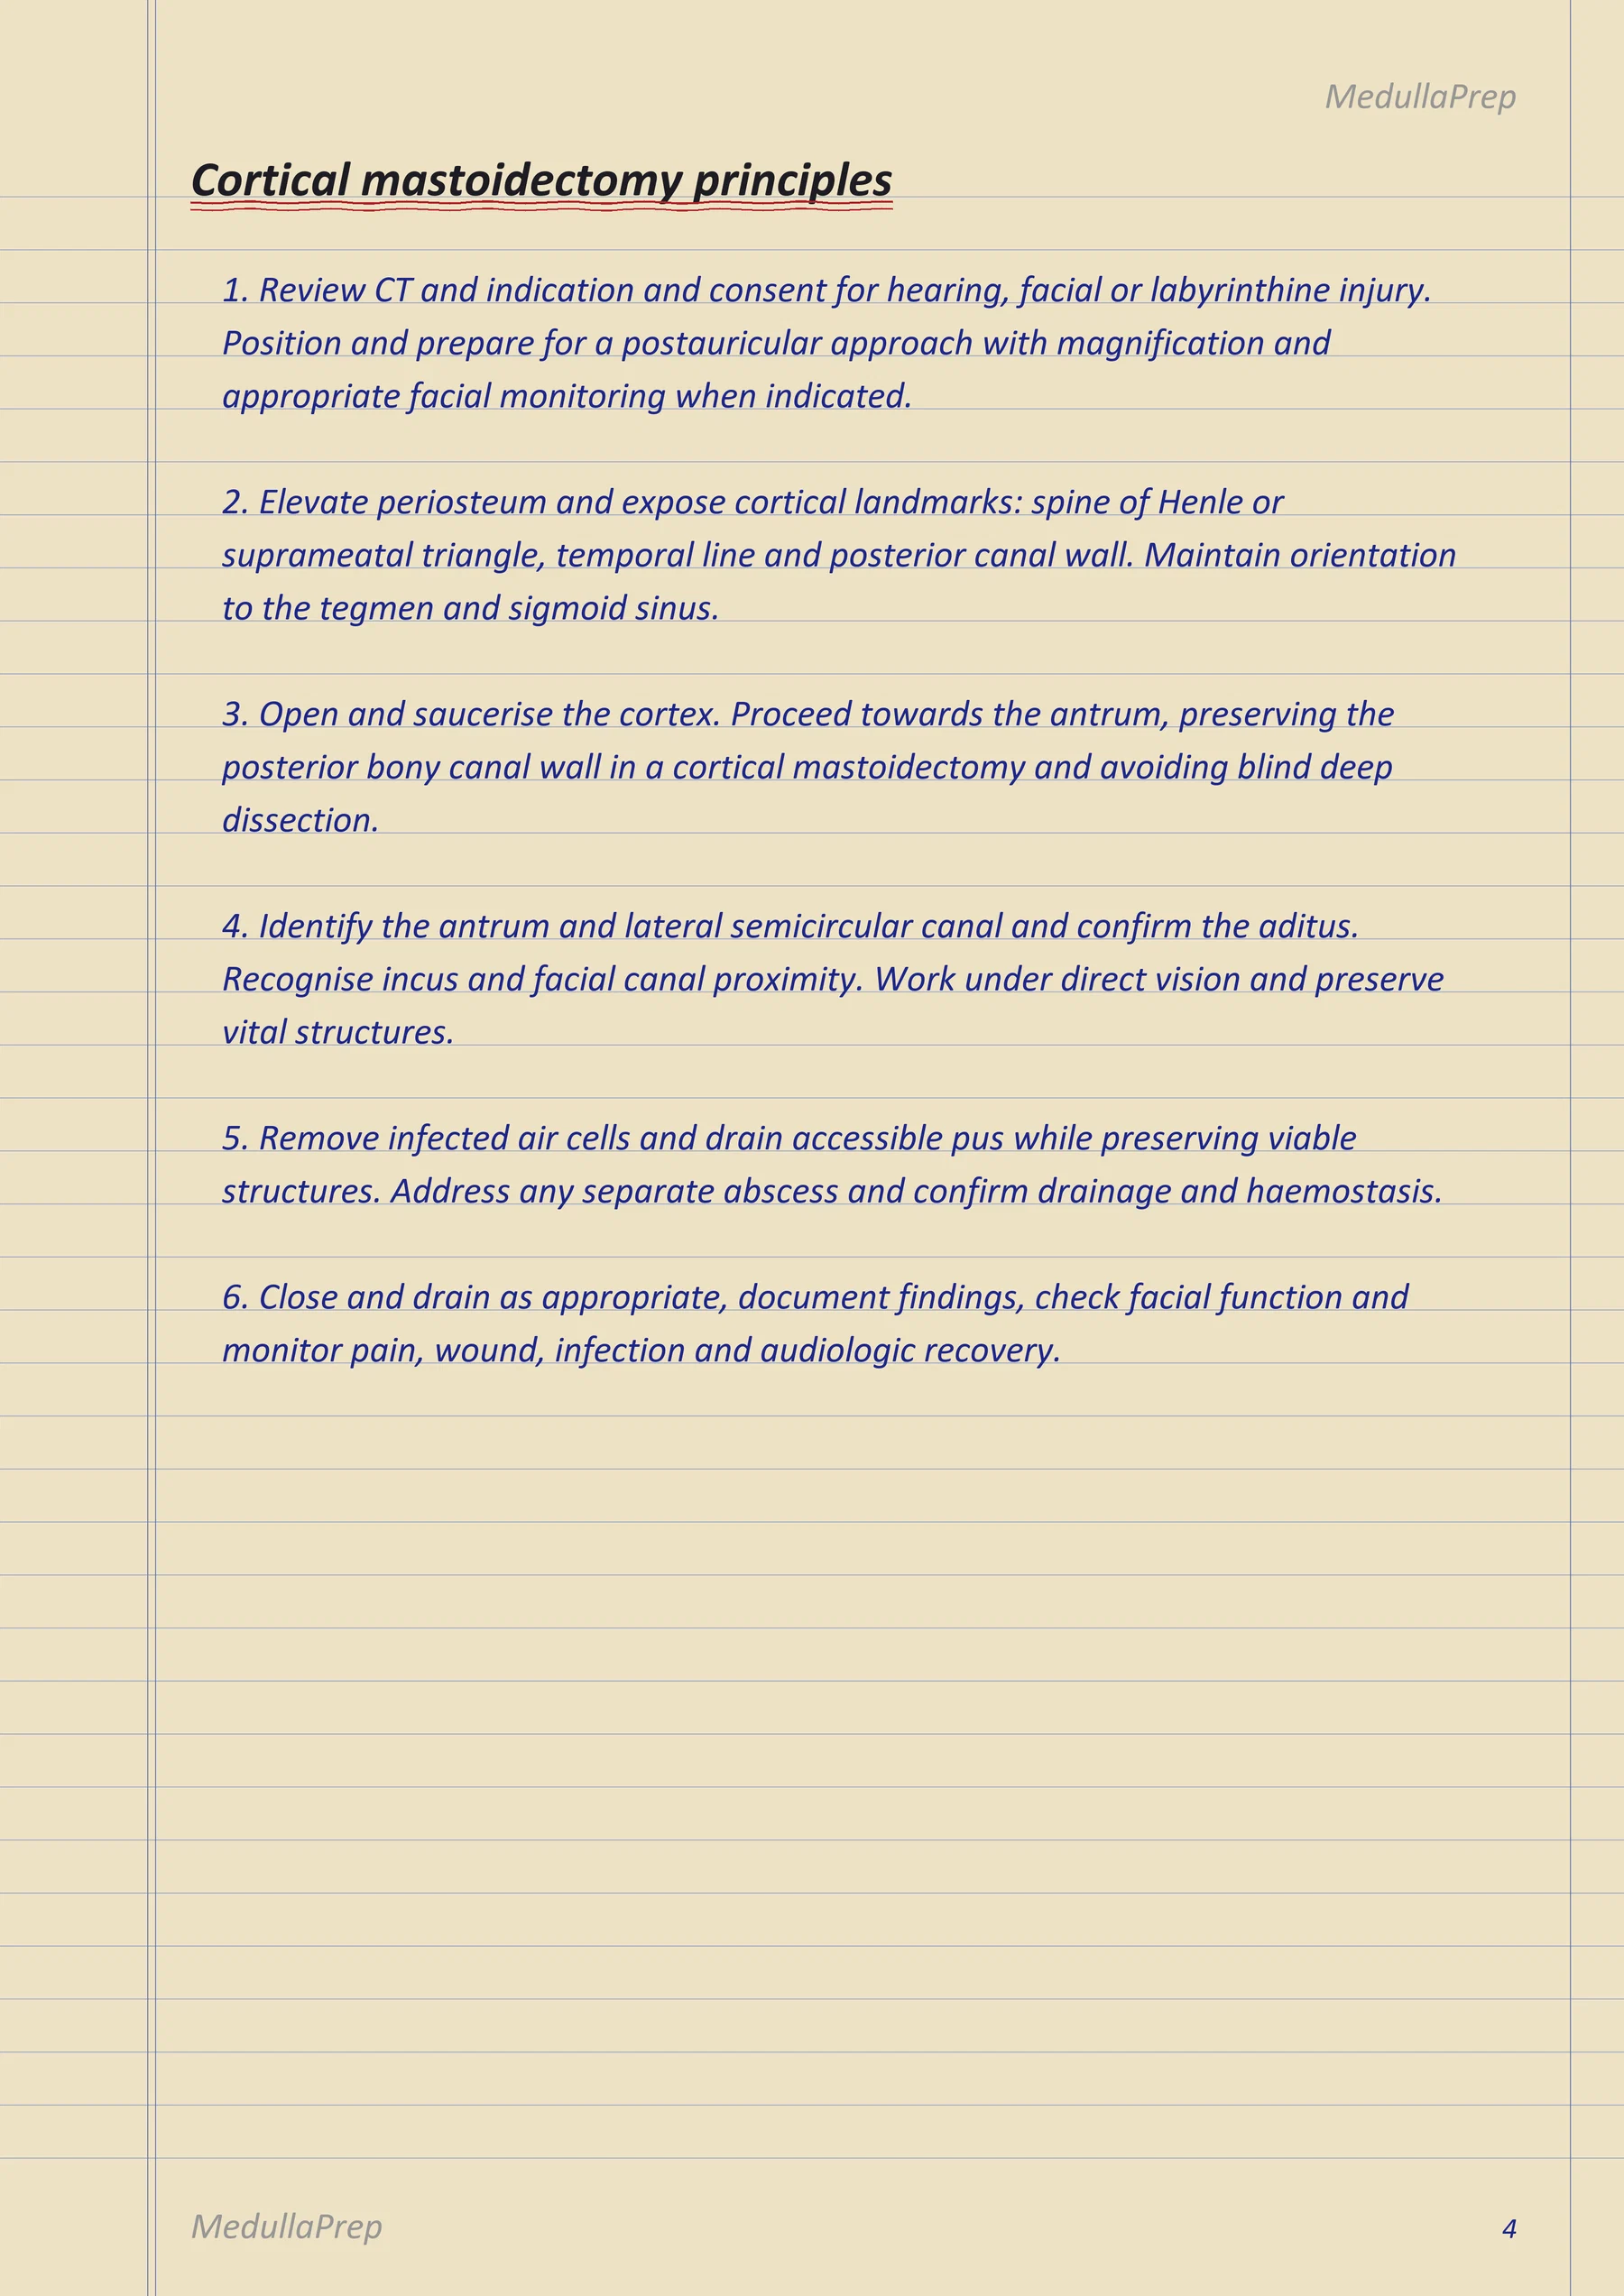 MedullaPrep
Cortical mastoidectomy principles
1. Review CT and indication and consent for hearing, facial or labyrinthine injury.
Position and prepare for a postauricular approach with magnification and
appropriate facial monitoring when indicated.
2. Elevate periosteum and expose cortical landmarks: spine of Henle or
suprameatal triangle, temporal line and posterior canal wall. Maintain orientation
to the tegmen and sigmoid sinus.
3. Open and saucerise the cortex. Proceed towards the antrum, preserving the
posterior bony canal wall in a cortical mastoidectomy and avoiding blind deep
dissection.
4. Identify the antrum and lateral semicircular canal and confirm the aditus.
Recognise incus and facial canal proximity. Work under direct vision and preserve
vital structures.
5. Remove infected air cells and drain accessible pus while preserving viable
structures. Address any separate abscess and confirm drainage and haemostasis.
6. Close and drain as appropriate, document findings, check facial function and
monitor pain, wound, infection and audiologic recovery.
MedullaPrep
4